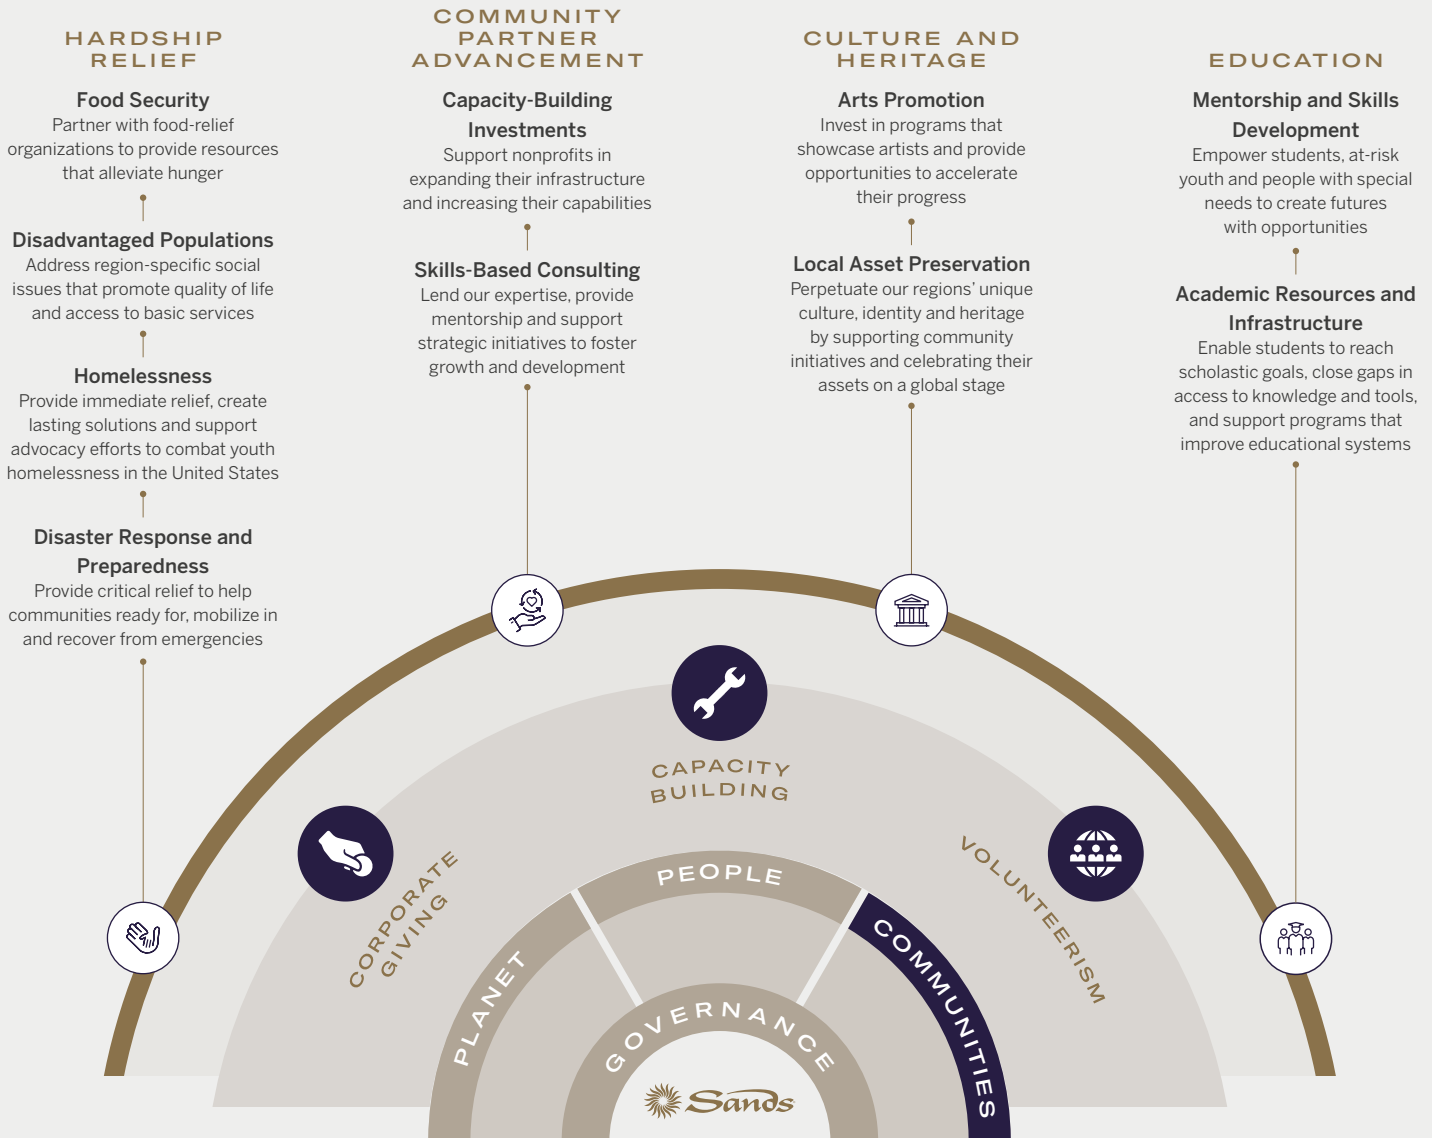 HARDSHIP
RELIEF
Food Security
Partner with food-relief
organizations to provide resources
that alleviate hunger
Disadvantaged Populations
Address region-specific social
issues that promote quality of life
and access to basic services
Homelessness
Provide immediate relief, create
lasting solutions and support
advocacy efforts to combat youth
homelessness in the United States
Disaster Response and
Preparedness
Provide critical relief to help
communities ready for, mobilize in
and recover from emergencies
COMMUNITY
PARTNER
ADVANCEMENT
Capacity-Building
Investments
Support nonprofits in
expanding their infrastructure
and increasing their capabilities
Skills-Based Consulting
Lend our expertise, provide
mentorship and support
strategic initiatives to foster
growth and development
CULTURE AND
HERITAGE
Arts Promotion
Invest in programs that
showcase artists and provide
opportunities to accelerate
their progress
Local Asset Preservation
Perpetuate our regions’ unique
culture, identity and heritage
by supporting community
initiatives and celebrating their
assets on a global stage
EDUCATION
Mentorship and Skills
Development
Empower students, at-risk
youth and people with special
needs to create futures
with opportunities
Academic Resources and
Infrastructure
Enable students to reach
scholastic goals, close gaps in
access to knowledge and tools,
and support programs that
improve educational systems
CORPORATE
GIVING
CAPACITY
BUILDING
VOLUNTEERISM
PLANET
PEOPLE
COMMUNITIES
GOVERNANCE
Sands